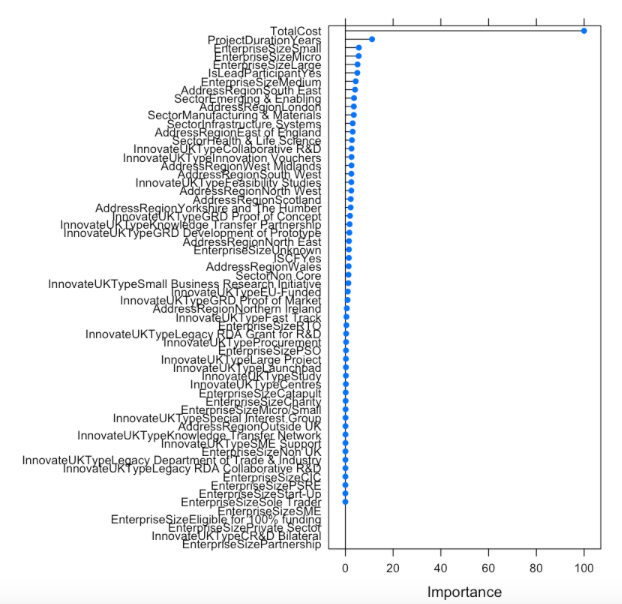 TotalCost
ProjectDurationYears
EnterpriseSizeSmall
EnterpriseSizeMicro
EnterpriseSizeLarge
IsLeadParticipantYes
EnterpriseSizeMedium
AddressRegionSouth East
SectorEmerging & Enabling
AddressRegionLondon
SectorManufacturing & Materials
SectorInfrastructure Systems
AddressRegionEast of England
SectorHealth & Life Science
InnovateUKTypeCollaborative R&D
InnovateUKTypeInnovation Vouchers
AddressRegionWest Midlands
AddressRegionSouth West
InnovateUKTypeFeasibility Studies
AddressRegionNorth West
AddressRegionScotland
AddressRegionYorkshire and The Humber
InnovateUKTypeGRD Proof of Concept
InnovateUKTypeKnowledge Transfer Partnership
InnovateUKTypeGRD Development of Prototype
AddressRegionNorth East
EnterpriseSizeUnknown
ISCFYes
AddressRegionWales
SectorNon Core
InnovateUKTypeSmall Business Research Initiative
InnovateUKTypeEU-Funded
InnovateUKTypeGRD Proof of Market
AddressRegionNorthern Ireland
InnovateUKTypeFast Track
EnterpriseSizeRTO
InnovateUKTypeLegacy RDA Grant for R&D
InnovateUKTypeProcurement
EnterpriseSizePSO
InnovateUKTypeLarge Project
InnovateUKTypeLaunchpad
InnovateUKTypeStudy
InnovateUKTypeCentres
EnterpriseSizeCatapult
EnterpriseSizeCharity
EnterpriseSizeMicro/Small
InnovateUKTypeSpecial Interest Group
AddressRegionOutside UK
InnovateUKTypeKnowledge Transfer Network
InnovateUKTypeSME Support
EnterpriseSizeNon UK
InnovateUKTypeLegacy Department of Trade & Industry
InnovateUKTypeLegacy RDA Collaborative R&D
EnterpriseSizeCIC
EnterpriseSizePSRE
EnterpriseSizeStart-Up
EnterpriseSizeSole Trader
EnterpriseSizeSME
EnterpriseSizeEligible for 100% funding
EnterpriseSizePrivate Sector
InnovateUKTypeCR&D Bilateral
EnterpriseSizePartnership
0 20 40 60 80 100
Importance